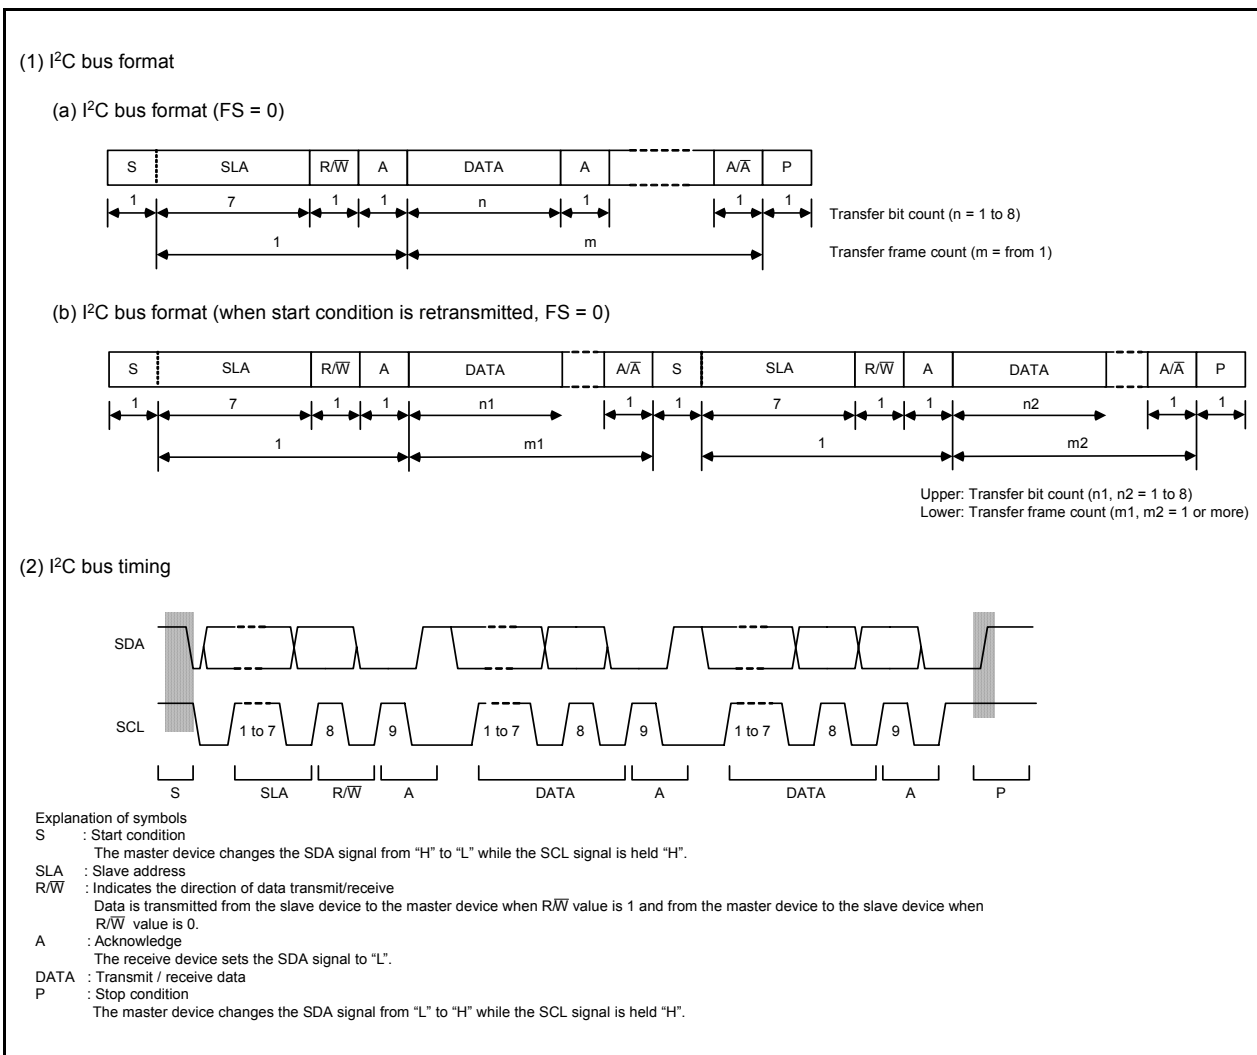 (1) I²C bus format
(a) I²C bus format (FS = 0)
S SLA R/W̅ A DATA A A/A̅ P
1 7 1 1 n 1 1 1
Transfer bit count (n = 1 to 8)
1 m
Transfer frame count (m = from 1)
(b) I²C bus format (when start condition is retransmitted, FS = 0)
S SLA R/W̅ A DATA A/A̅ S SLA R/W̅ A DATA A/A̅ P
1 7 1 1 n1 1 1 7 1 1 n2 1 1
1 m1 1 m2
Upper: Transfer bit count (n1, n2 = 1 to 8)
Lower: Transfer frame count (m1, m2 = 1 or more)
(2) I²C bus timing
SDA
SCL 1 to 7 8 9 1 to 7 8 9 1 to 7 8 9
S SLA R/W̅ A DATA A DATA A P
Explanation of symbols
S : Start condition
The master device changes the SDA signal from “H” to “L” while the SCL signal is held “H”.
SLA : Slave address
R/W̅ : Indicates the direction of data transmit/receive
Data is transmitted from the slave device to the master device when R/W̅ value is 1 and from the master device to the slave device when
R/W̅ value is 0.
A : Acknowledge
The receive device sets the SDA signal to “L”.
DATA : Transmit / receive data
P : Stop condition
The master device changes the SDA signal from “L” to “H” while the SCL signal is held “H”.